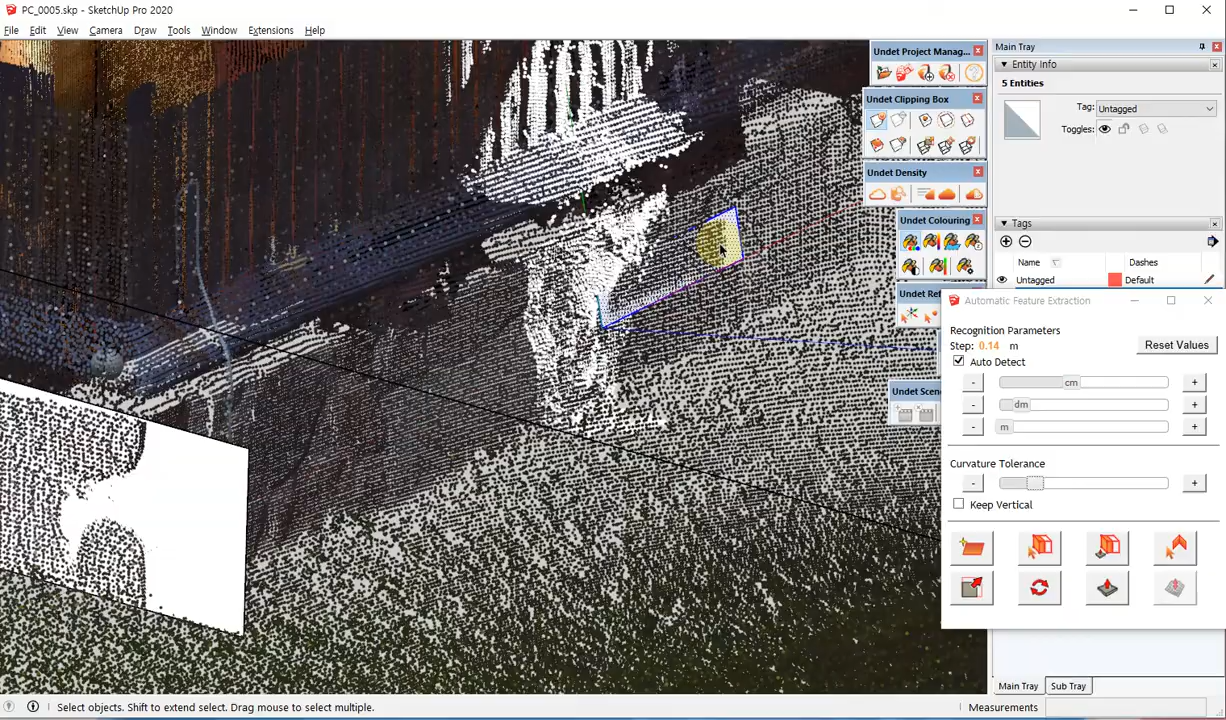 PC_0005.skp - SketchUp Pro 2020
File Edit View Camera Draw Tools Window Extensions Help
Undet Project Manag...
Undet Clipping Box
Undet Density
Undet Colouring
Undet Ref
Undet Scen
Main Tray
Entity Info
5 Entities
Tag: Untagged
Toggles:
Tags
Name Dashes
Untagged Default
Automatic Feature Extraction
Recognition Parameters
Step: 0.14 m
Reset Values
Auto Detect
- cm +
- dm +
- m +
Curvature Tolerance
- +
Keep Vertical
Main Tray Sub Tray
Select objects. Shift to extend select. Drag mouse to select multiple.
Measurements